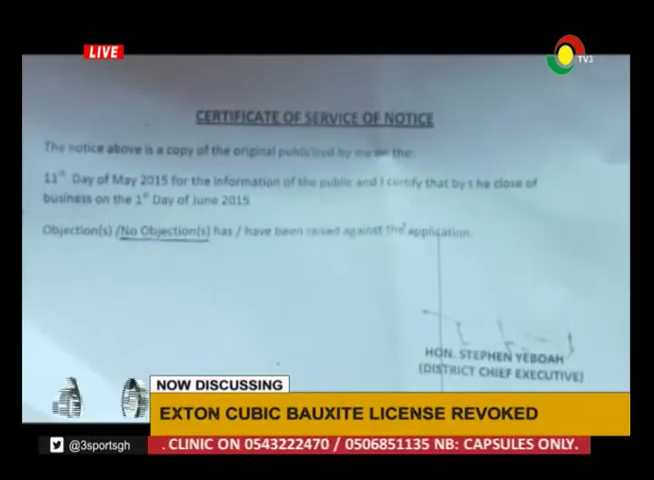 LIVE
TV3
CERTIFICATE OF SERVICE OF NOTICE
The notice above is a copy of the original publicized by me on the:
11th Day of May 2015 for the information of the public and I certify that by t he close of
business on the 1st Day of June 2015
Objection(s) /No Objection(s) has / have been raised against the application.
HON. STEPHEN YEBOAH
(DISTRICT CHIEF EXECUTIVE)
NOW DISCUSSING
EXTON CUBIC BAUXITE LICENSE REVOKED
@3sportsgh
. CLINIC ON 0543222470 / 0506851135 NB: CAPSULES ONLY.